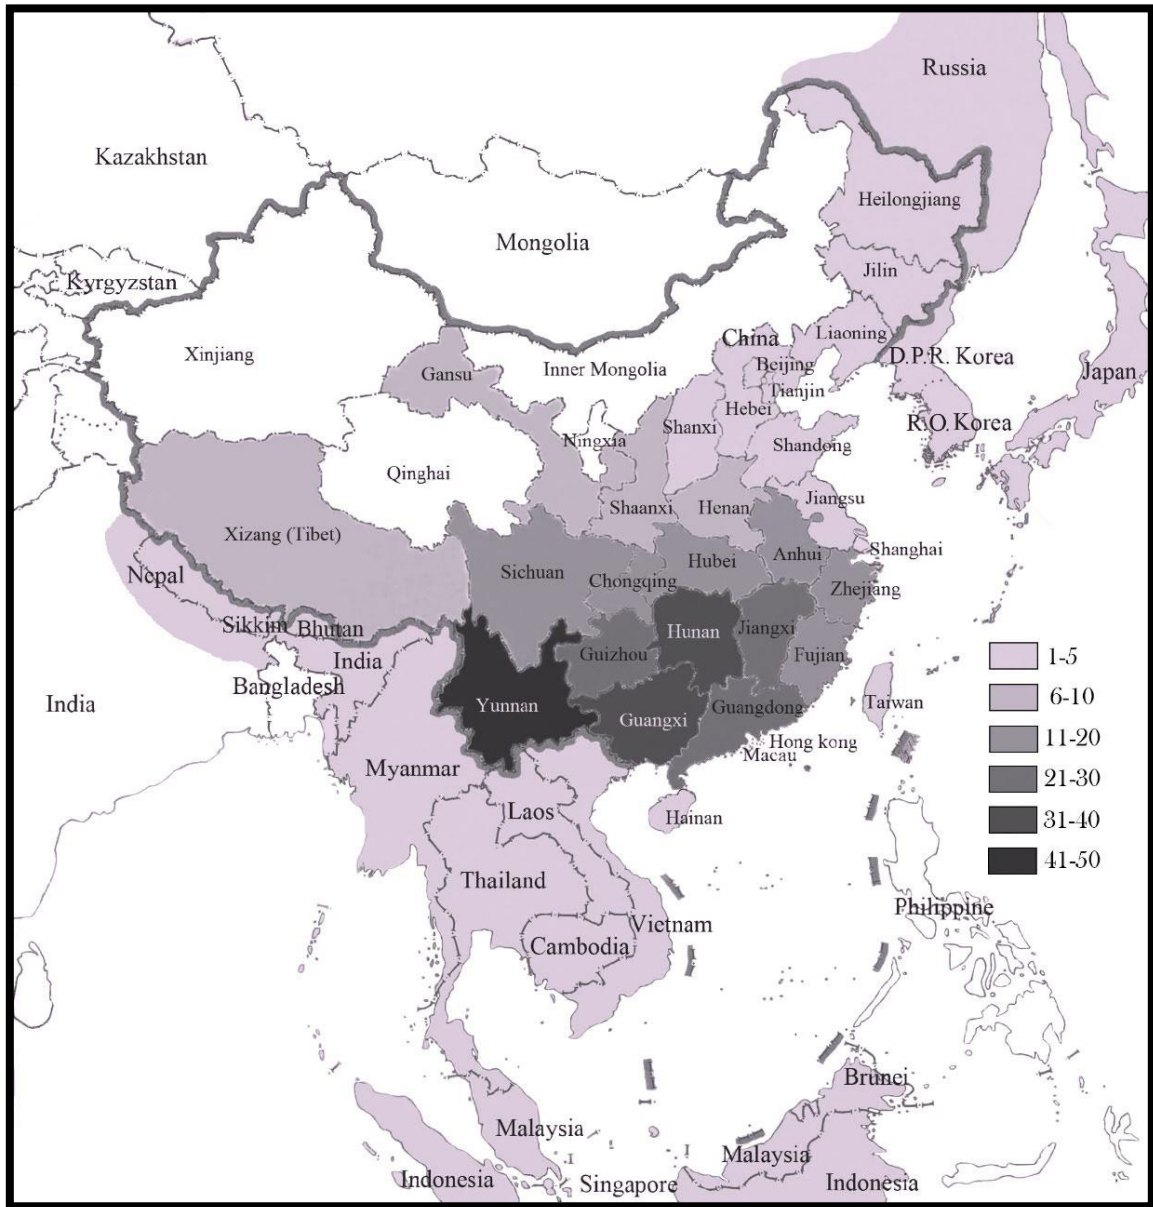 Russia
Kazakhstan
Heilongjiang
Mongolia
Jilin
Kyrgyzstan
Liaoning
China
Xinjiang
D.P.R. Korea
Beijing
Inner Mongolia
Gansu
Japan
Tianjin
Hebei
R.O. Korea
Shanxi
Ningxia
Shandong
Qinghai
Jiangsu
Shaanxi
Henan
Xizang (Tibet)
Shanghai
Anhui
Hubei
Sichuan
Nepal
Chongqing
Zhejiang
Sikkim
Bhutan
Hunan
Jiangxi
Guizhou
Fujian
India
Bangladesh
India
Yunnan
Guangxi
Guangdong
Taiwan
Hong kong
Macau
Myanmar
Laos
Hainan
Thailand
Vietnam
Cambodia
Philippine
Brunei
Malaysia
Malaysia
Indonesia
Singapore
Indonesia
1-5
6-10
11-20
21-30
31-40
41-50